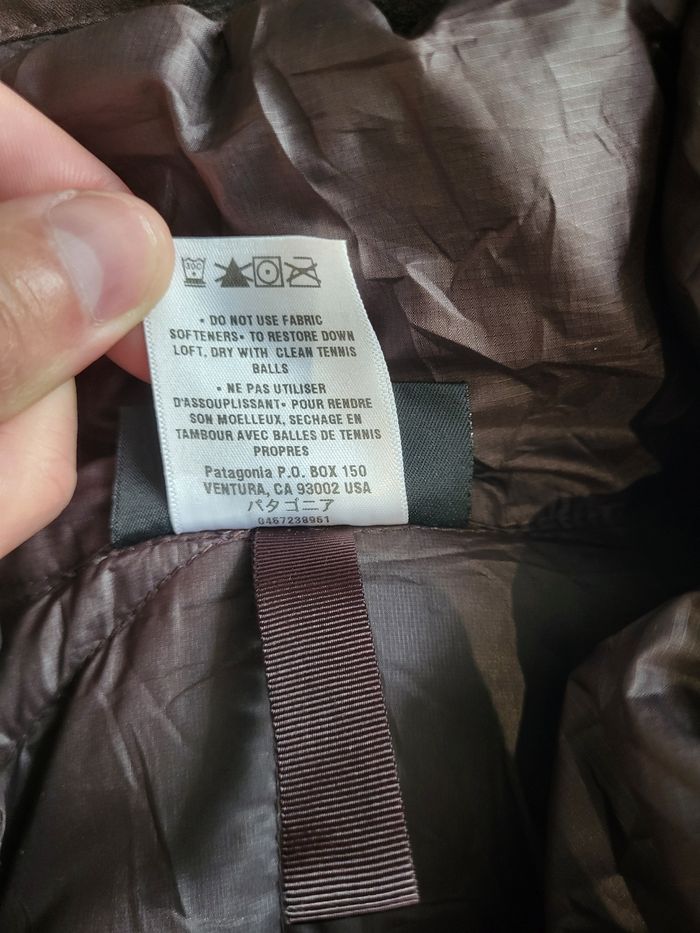 30C
• DO NOT USE FABRIC
SOFTENERS• TO RESTORE DOWN
LOFT, DRY WITH CLEAN TENNIS
BALLS
• NE PAS UTILISER
D'ASSOUPLISSANT• POUR RENDRE
SON MOELLEUX, SECHAGE EN
TAMBOUR AVEC BALLES DE TENNIS
PROPRES
Patagonia P.O. BOX 150
VENTURA, CA 93002 USA
パタゴニア
0467238961